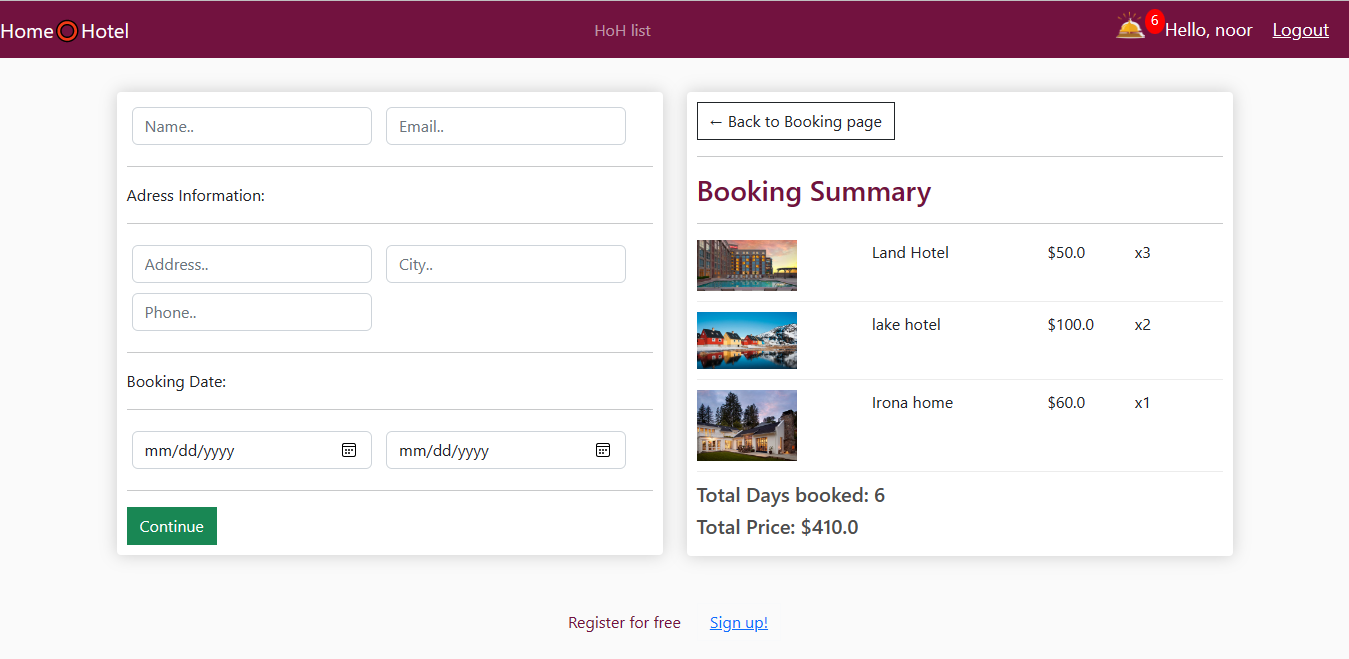 Home Hotel
HoH list
6
Hello, noor
Logout
Name..
Email..
Adress Information:
Address..
City..
Phone..
Booking Date:
mm/dd/yyyy
mm/dd/yyyy
Continue
← Back to Booking page
Booking Summary
Land Hotel $50.0 x3
lake hotel $100.0 x2
Irona home $60.0 x1
Total Days booked: 6
Total Price: $410.0
Register for free Sign up!